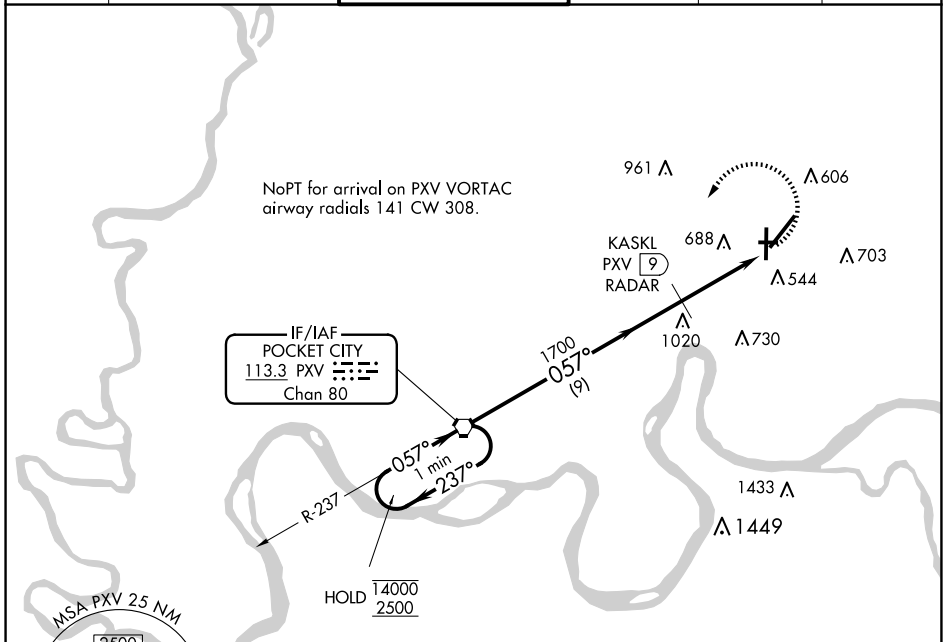 961
606
NoPT for arrival on PXV VORTAC
airway radials 141 CW 308.
KASKL
PXV 9
RADAR
688
703
544
IF/IAF
POCKET CITY
113.3 PXV
Chan 80
1020
730
1700
057°
(9)
057°
1 min
237°
R-237
1433
1449
HOLD 14000
2500
MSA PXV 25 NM